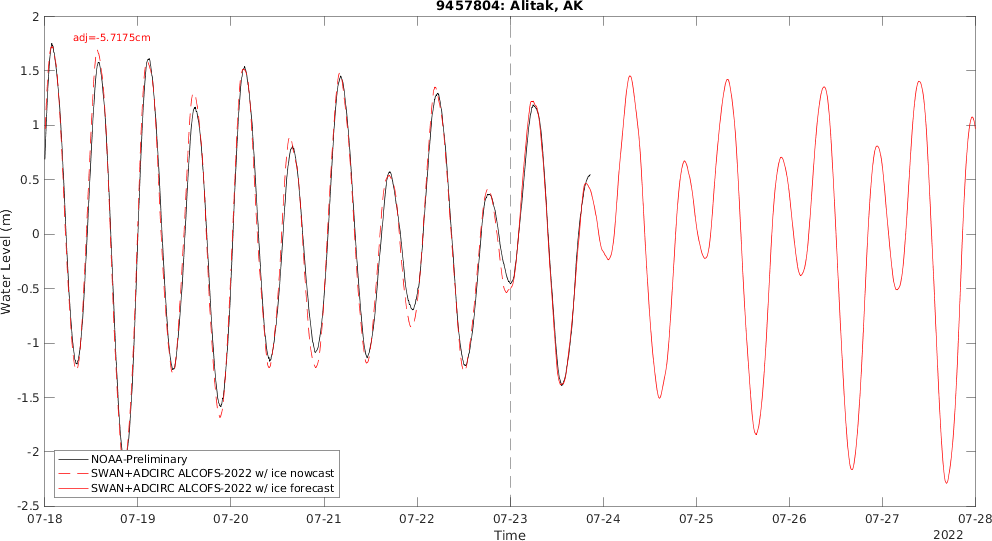 9457804: Alitak, AK
adj=-5.7175cm
2
1.5
1
0.5
0
-0.5
-1
-1.5
-2
-2.5
Water Level (m)
NOAA-Preliminary
SWAN+ADCIRC ALCOFS-2022 w/ ice nowcast
SWAN+ADCIRC ALCOFS-2022 w/ ice forecast
07-18 07-19 07-20 07-21 07-22 07-23 07-24 07-25 07-26 07-27 07-28
Time
2022